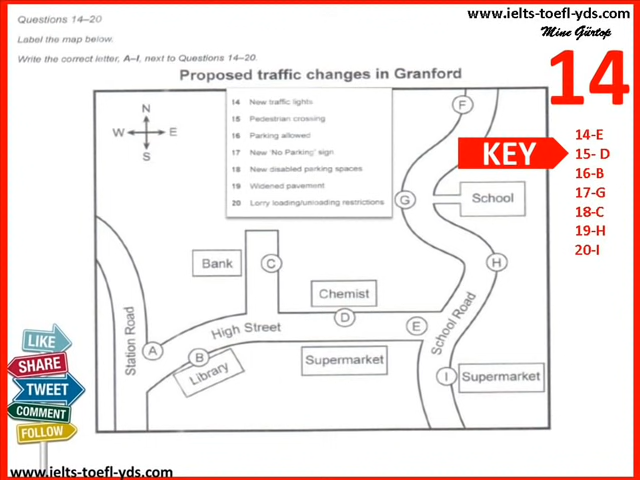 Questions 14–20
www.ielts-toefl-yds.com
Mine Gürtop
Label the map below.
Write the correct letter, A–I, next to Questions 14–20.
14
Proposed traffic changes in Granford
14 New traffic lights
15 Pedestrian crossing
16 Parking allowed
17 New 'No Parking' sign
18 New disabled parking spaces
19 Widened pavement
20 Lorry loading/unloading restrictions
N
W E
S
KEY
14-E
15- D
16-B
17-G
18-C
19-H
20-I
F
G
School
Bank
C
H
Chemist
D
E
High Street
School Road
Station Road
A
B
Library
Supermarket
I
Supermarket
LIKE
SHARE
TWEET
COMMENT
FOLLOW
www.ielts-toefl-yds.com